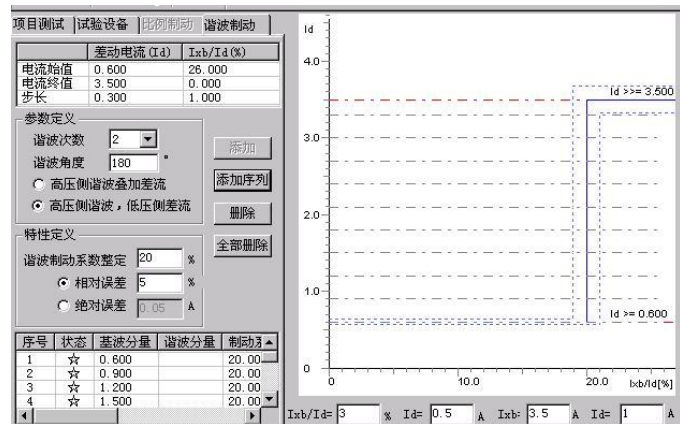 项目测试 试验设备 比例制动 谐波制动
差动电流(Id) Ixb/Id(%)
电流始值 0.600 26.000
电流终值 3.500 0.000
步长 0.300 1.000
参数定义
谐波次数 2
谐波角度 180 °
高压侧谐波叠加差流
高压侧谐波，低压侧差流
添加
添加序列
删除
全部删除
特性定义
谐波制动系数整定 20 %
相对误差 5 %
绝对误差 0.05 A
序号 状态 基波分量 谐波分量 制动系
1 ☆ 0.600 20.00
2 ☆ 0.900 20.00
3 ☆ 1.200 20.00
4 ☆ 1.500 20.00
Id
4.0
3.0
2.0
1.0
0
Id >>= 3.500
Id >= 0.600
0 10.0 20.0 Ixb/Id[%]
Ixb/Id= 3 % Id= 0.5 A Ixb= 3.5 A Id= 1 A